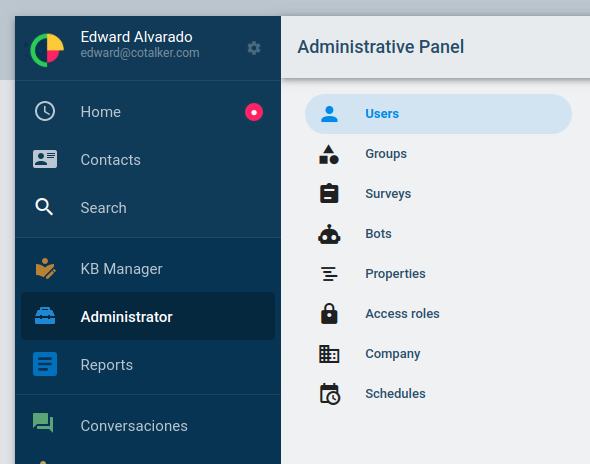 Edward Alvarado
edward@cotalker.com
Home
Contacts
Search
KB Manager
Administrator
Reports
Conversaciones
Administrative Panel
Users
Groups
Surveys
Bots
Properties
Access roles
Company
Schedules